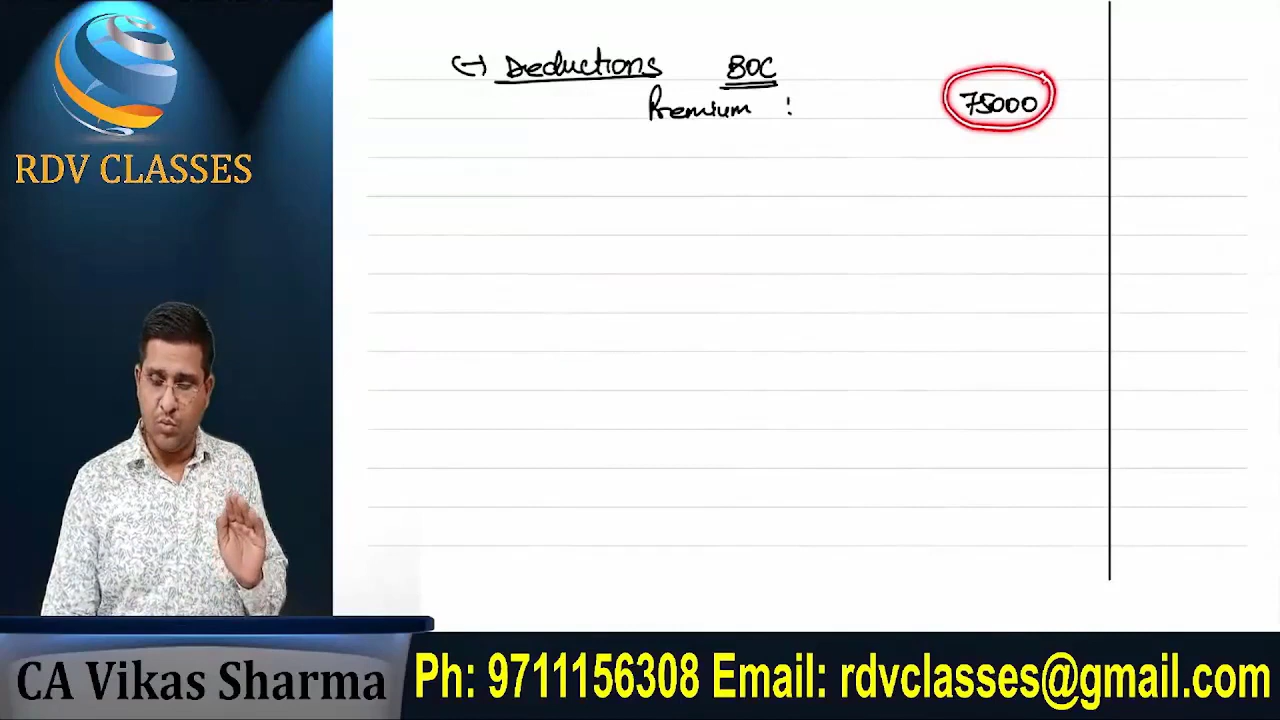 RDV CLASSES
(-) Deductions 80C
Premium : 75000
CA Vikas Sharma
Ph: 9711156308 Email: rdvclasses@gmail.com